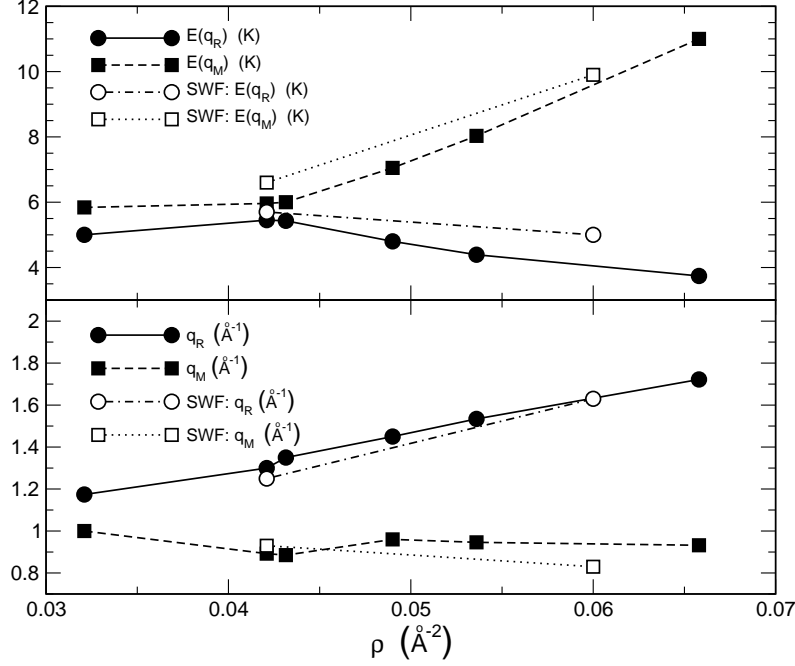 12
10
8
6
4
E(q_R) (K)
E(q_M) (K)
SWF: E(q_R) (K)
SWF: E(q_M) (K)
2
1.8
1.6
1.4
1.2
1
0.8
q_R (Å^-1)
q_M (Å^-1)
SWF: q_R (Å^-1)
SWF: q_M (Å^-1)
0.03 0.04 0.05 0.06 0.07
ρ (Å^-2)